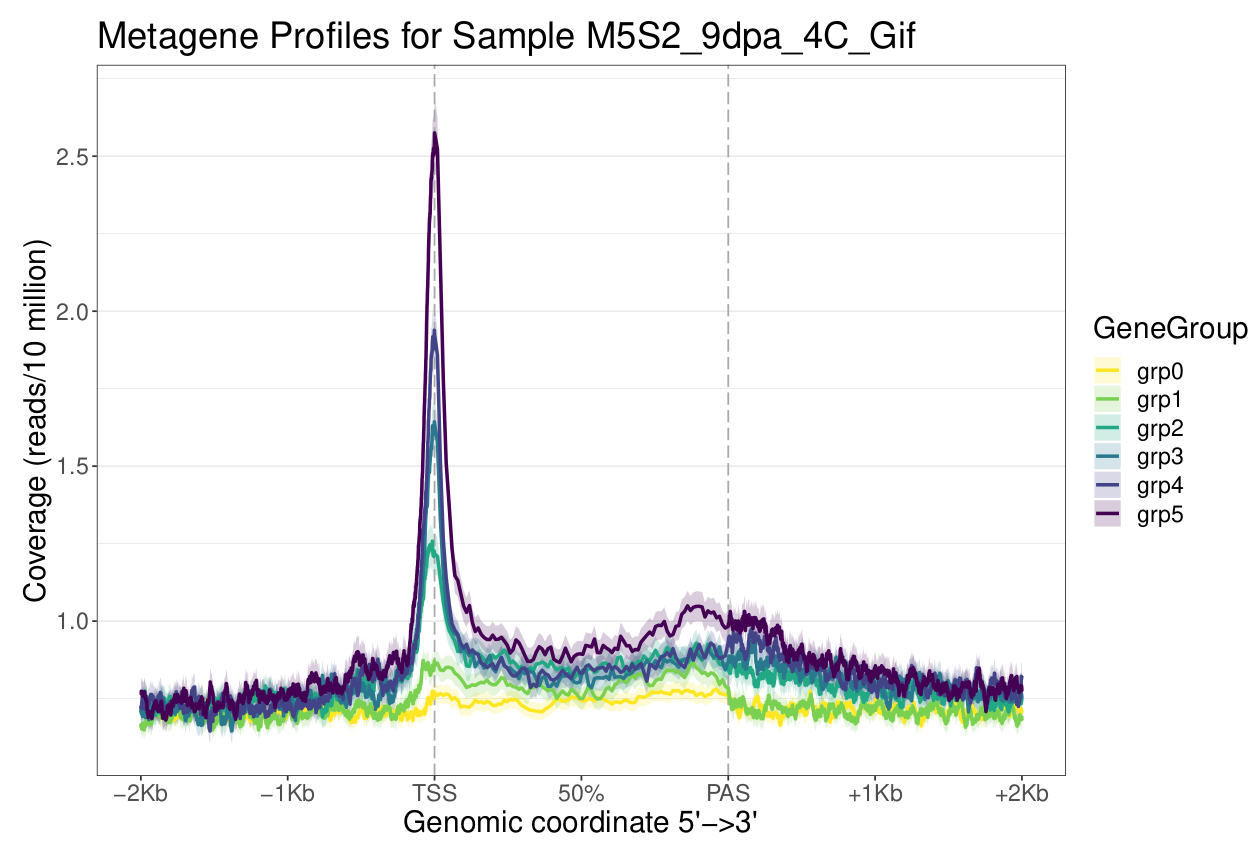 Metagene Profiles for Sample M5S2_9dpa_4C_Gif
Coverage (reads/10 million)
2.5
2.0
1.5
1.0
−2Kb
−1Kb
TSS
50%
PAS
+1Kb
+2Kb
Genomic coordinate 5'−>3'
GeneGroup
grp0
grp1
grp2
grp3
grp4
grp5